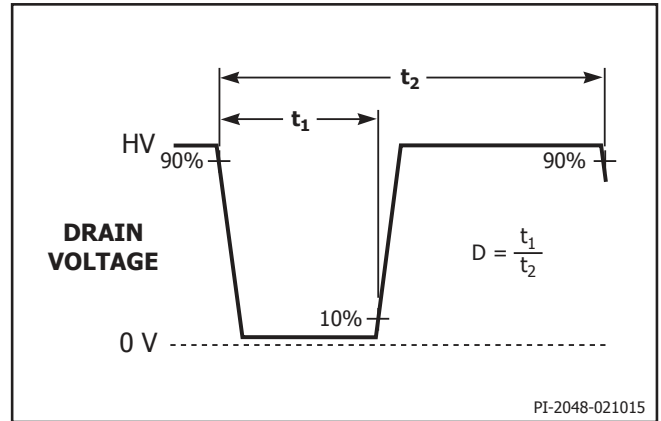 t2
t1
HV
90%
90%
DRAIN
VOLTAGE
D = t1/t2
10%
0 V
PI-2048-021015